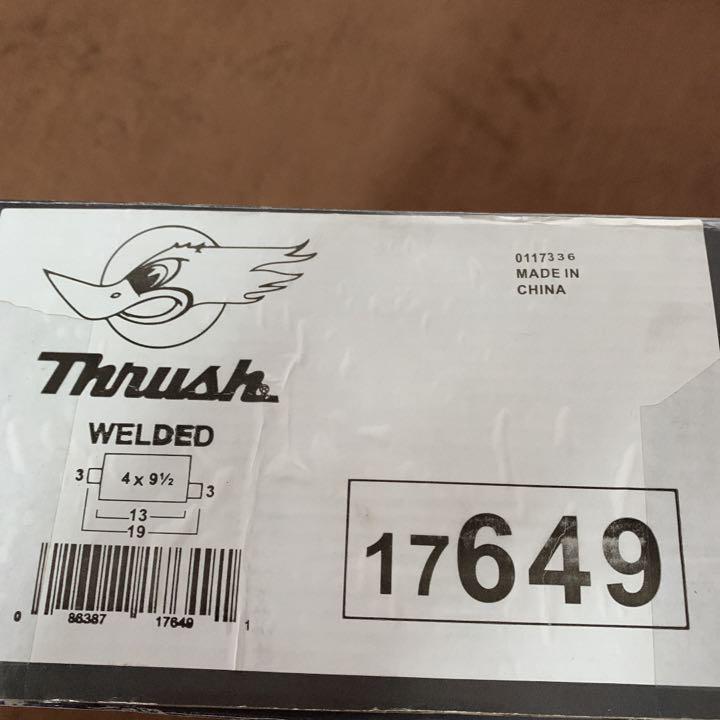 0117336
MADE IN
CHINA
Thrush®
WELDED
3
4 x 9½
3
13
19
17649
0 86387 17649 1